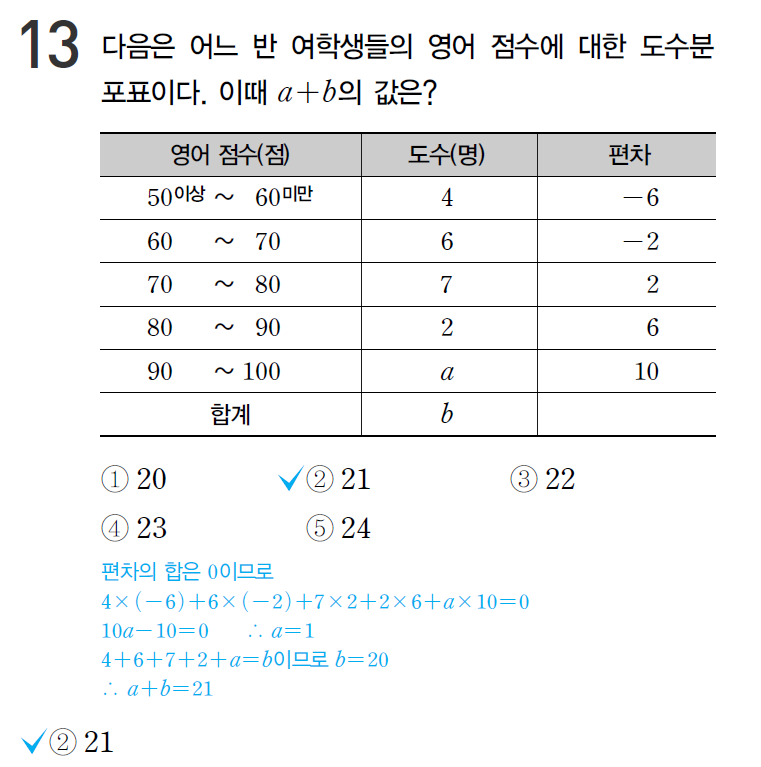 13 다음은 어느 반 여학생들의 영어 점수에 대한 도수분
포표이다. 이때 a+b의 값은?
영어 점수(점) 도수(명) 편차
50이상 ~ 60미만 4 -6
60 ~ 70 6 -2
70 ~ 80 7 2
80 ~ 90 2 6
90 ~ 100 a 10
합계 b
① 20 ② 21 ③ 22
④ 23 ⑤ 24
편차의 합은 0이므로
4×(-6)+6×(-2)+7×2+2×6+a×10=0
10a-10=0 ∴ a=1
4+6+7+2+a=b이므로 b=20
∴ a+b=21
② 21